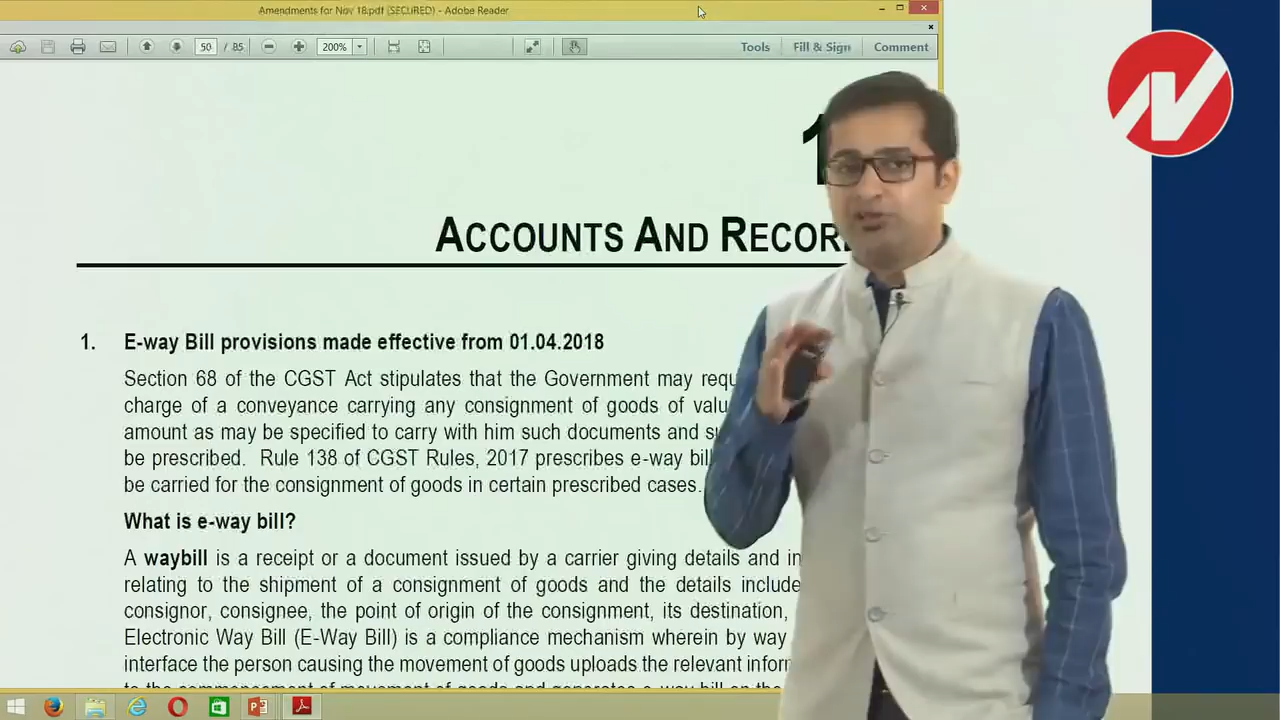 Amendments for Nov 18.pdf (SECURED) - Adobe Reader
50 / 85
200%
Tools
Fill & Sign
Comment
ACCOUNTS AND
1. E-way Bill provisions made effective from 01.04.2018
Section 68 of the CGST Act stipulates that the Government may
charge of a conveyance carrying any consignment of goods of
amount as may be specified to carry with him such documents and
be prescribed. Rule 138 of CGST Rules, 2017 prescribes e-way
be carried for the consignment of goods in certain prescribed cases.
What is e-way bill?
A waybill is a receipt or a document issued by a carrier giving details and
relating to the shipment of a consignment of goods and the details include
consignor, consignee, the point of origin of the consignment, its destination,
Electronic Way Bill (E-Way Bill) is a compliance mechanism wherein by way
interface the person causing the movement of goods uploads the relevant